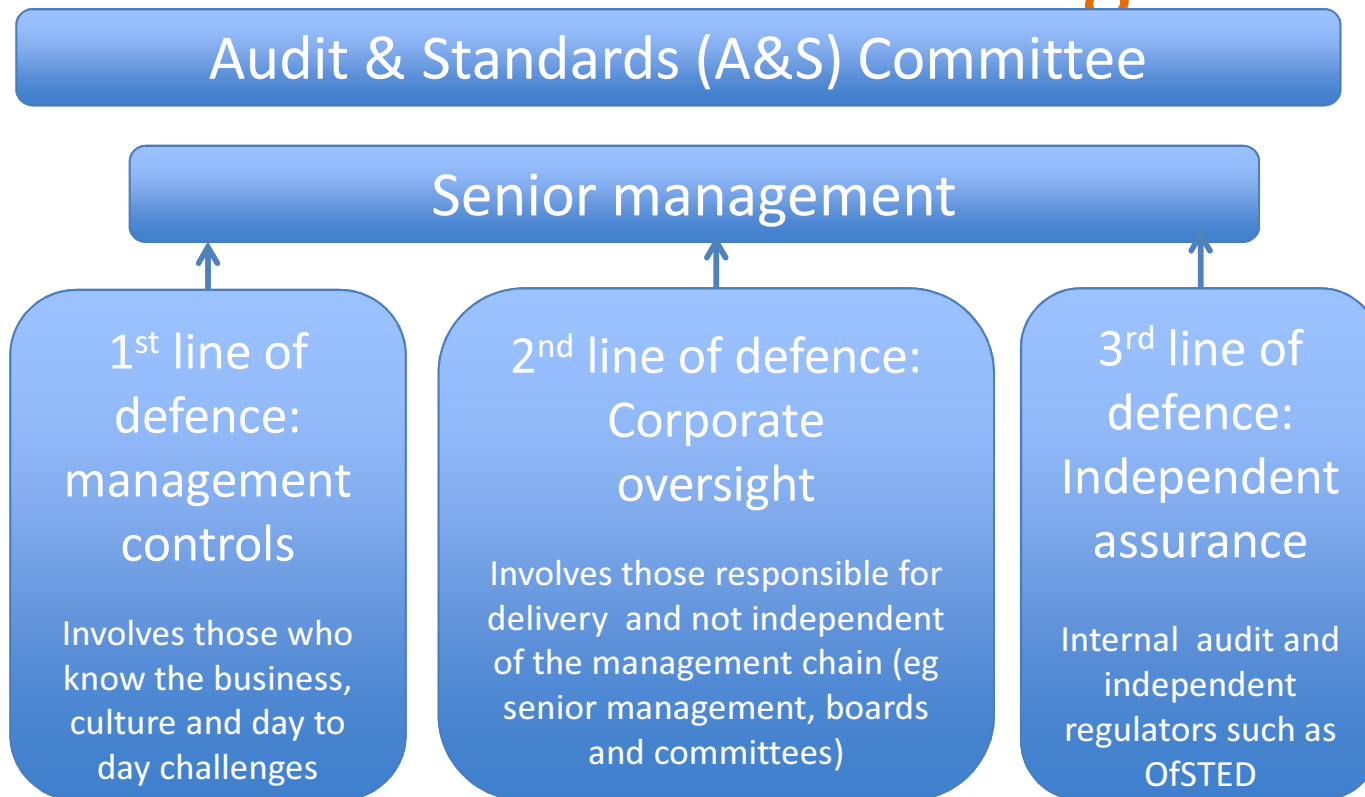 Audit & Standards (A&S) Committee
Senior management
1st line of
defence:
management
controls
Involves those who
know the business,
culture and day to
day challenges
2nd line of defence:
Corporate
oversight
Involves those responsible for
delivery  and not independent
of the management chain (eg
senior management, boards
and committees)
3rd line of
defence:
Independent
assurance
Internal  audit and
independent
regulators such as
OfSTED